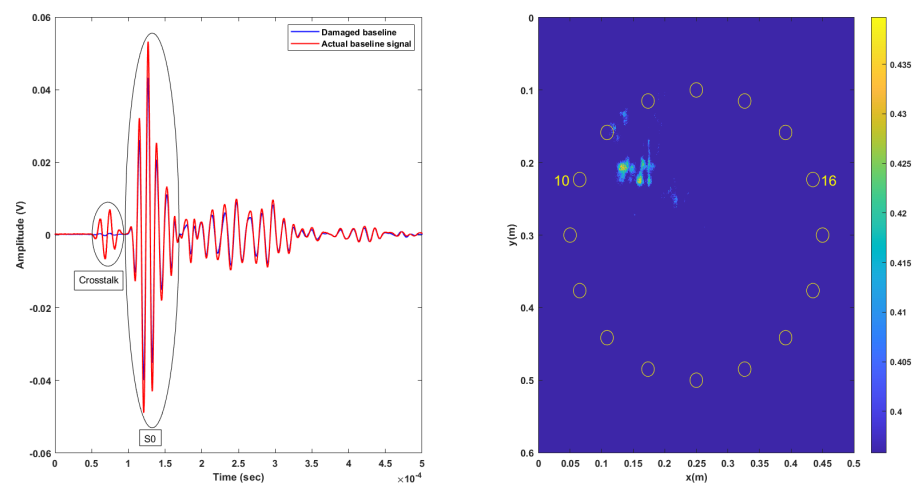 0.06
0.04
0.02
0
-0.02
-0.04
-0.06
Amplitude (V)
Damaged baseline
Actual baseline signal
Crosstalk
S0
0 0.5 1 1.5 2 2.5 3 3.5 4 4.5 5
Time (sec)
×10⁻⁴
0
0.1
0.2
0.3
0.4
0.5
0.6
y(m)
10
16
0 0.05 0.1 0.15 0.2 0.25 0.3 0.35 0.4 0.45 0.5
x(m)
0.435
0.43
0.425
0.42
0.415
0.41
0.405
0.4